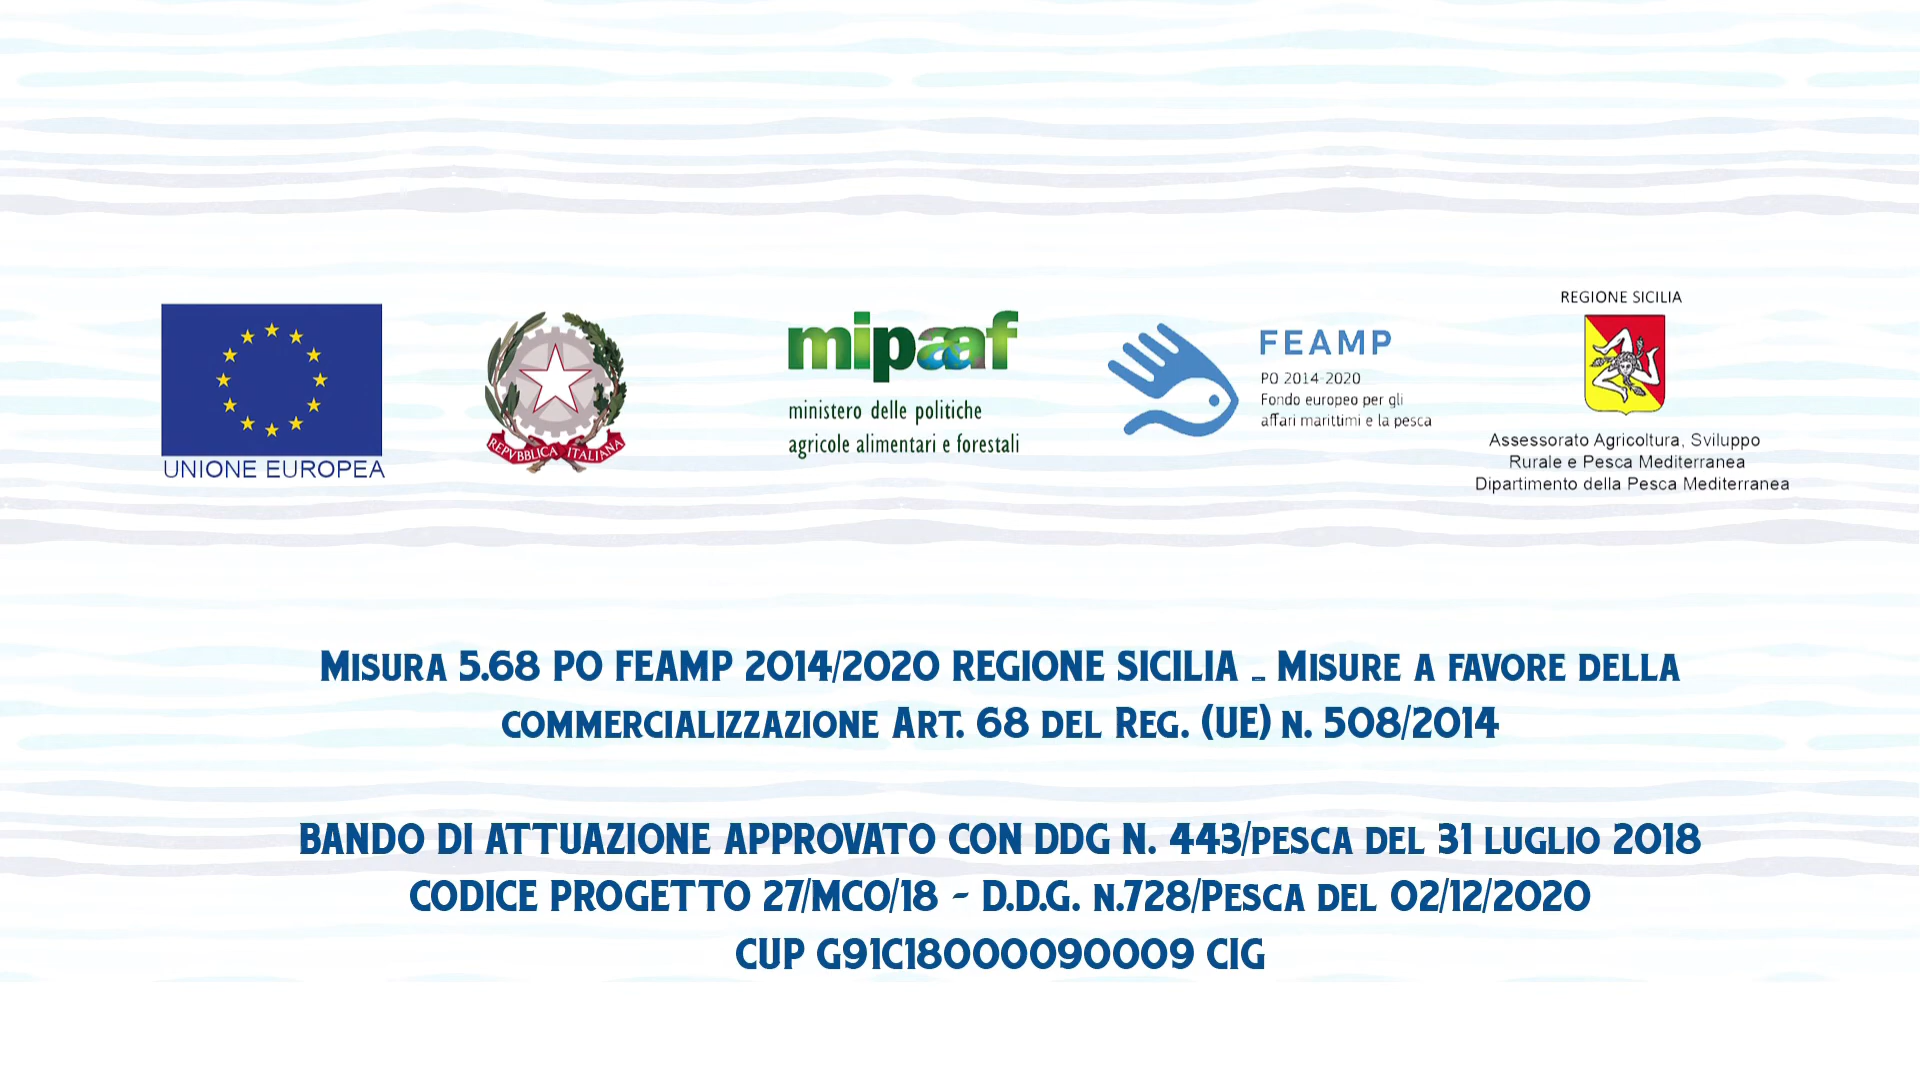 UNIONE EUROPEA
REPVBBLICA ITALIANA
mipaaf
ministero delle politiche
agricole alimentari e forestali
FEAMP
PO 2014-2020
Fondo europeo per gli
affari marittimi e la pesca
REGIONE SICILIA
Assessorato Agricoltura, Sviluppo
Rurale e Pesca Mediterranea
Dipartimento della Pesca Mediterranea
Misura 5.68 PO FEAMP 2014/2020 REGIONE SICILIA _ Misure a favore della
commercializzazione Art. 68 del Reg. (UE) n. 508/2014
BANDO DI ATTUAZIONE APPROVATO CON DDG N. 443/pesca del 31 luglio 2018
CODICE PROGETTO 27/MCO/18 - D.D.G. n.728/Pesca del 02/12/2020
CUP G91C18000090009 CIG